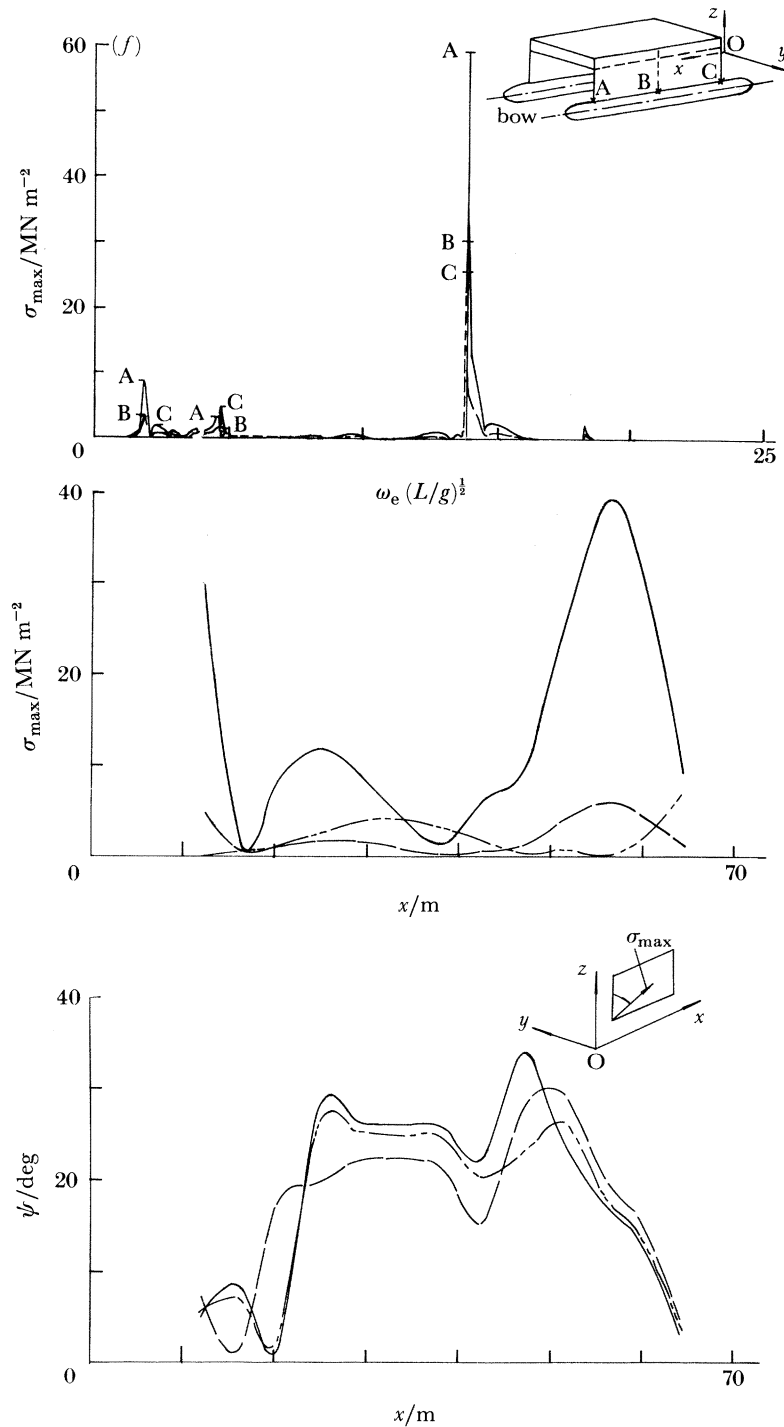 60 (f)
A
z
O
y
x
A
B
C
bow
40
σmax/MN m−2
B
C
20
A
B C A C B
0
25
ωe (L/g)½
40
σmax/MN m−2
20
0
70
x/m
σmax
z
y
x
O
40
ψ/deg
20
0
70
x/m